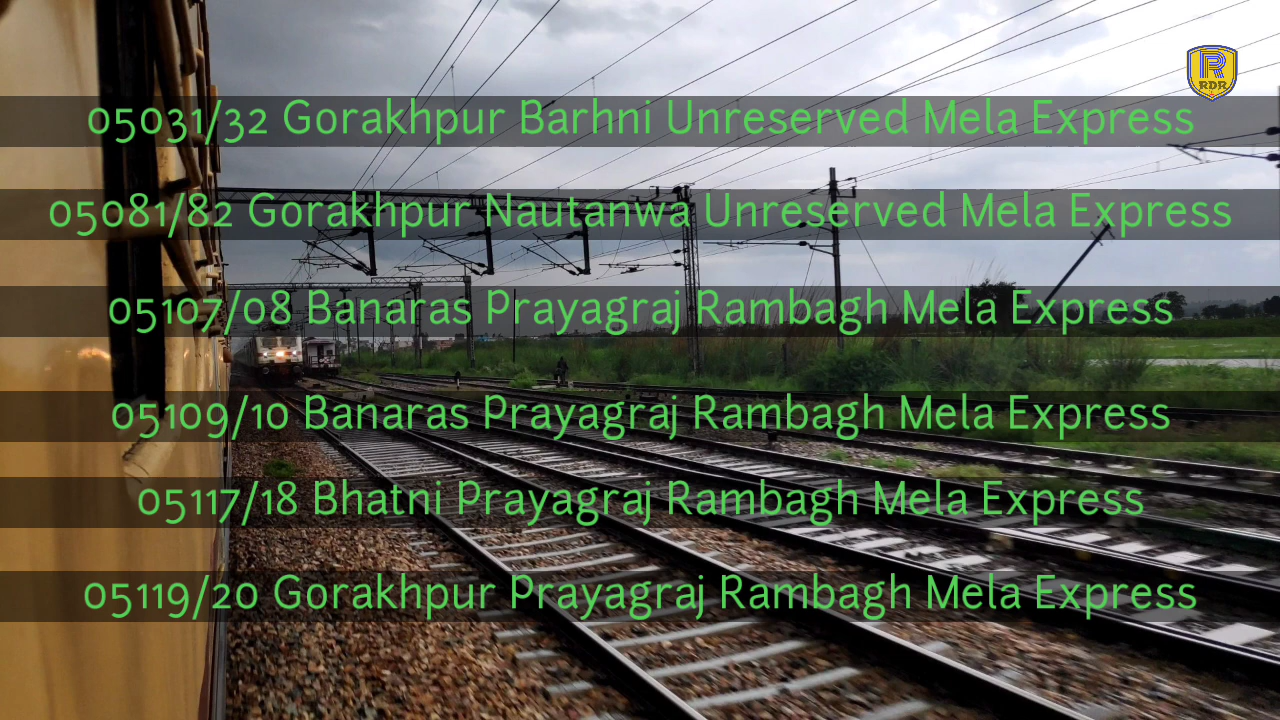 RDR
05031/32 Gorakhpur Barhni Unreserved Mela Express
05081/82 Gorakhpur Nautanwa Unreserved Mela Express
05107/08 Banaras Prayagraj Rambagh Mela Express
05109/10 Banaras Prayagraj Rambagh Mela Express
05117/18 Bhatni Prayagraj Rambagh Mela Express
05119/20 Gorakhpur Prayagraj Rambagh Mela Express